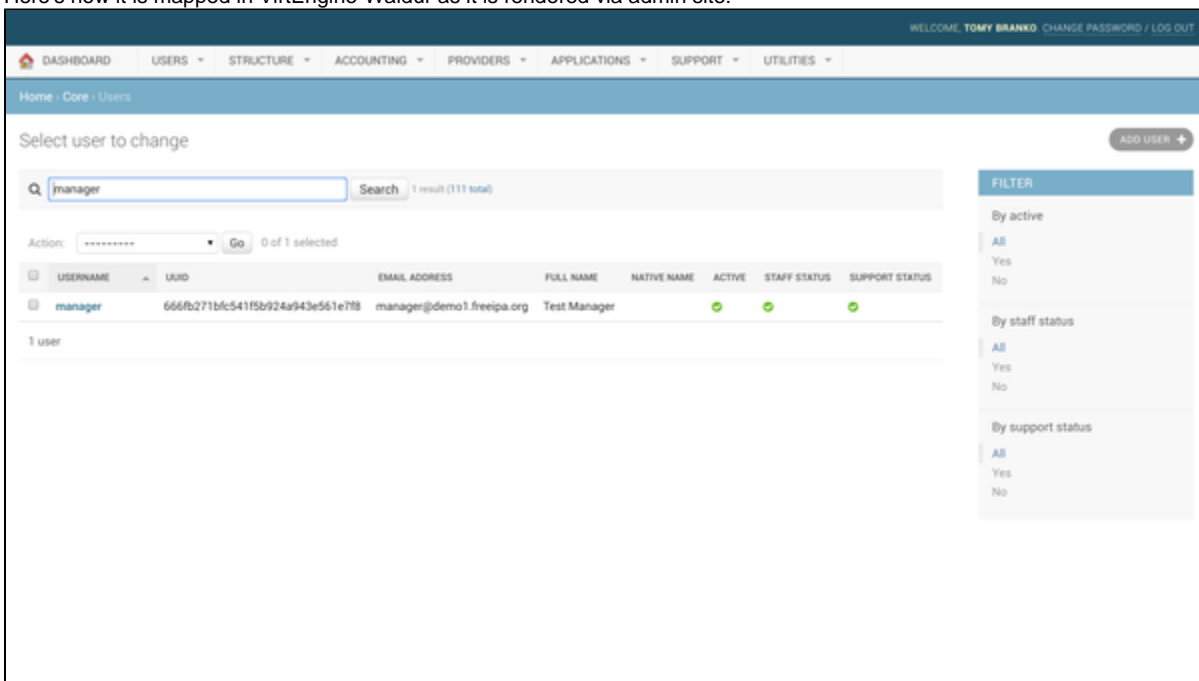 Here's how it is mapped in VirtEngine Waldur as it is rendered via admin site:
WELCOME, TOMY BRANKO. CHANGE PASSWORD / LOG OUT
DASHBOARD USERS STRUCTURE ACCOUNTING PROVIDERS APPLICATIONS SUPPORT UTILITIES
Home › Core › Users
Select user to change
ADD USER +
manager Search 1 result (111 total)
Action: --------- Go 0 of 1 selected
USERNAME UUID EMAIL ADDRESS FULL NAME NATIVE NAME ACTIVE STAFF STATUS SUPPORT STATUS
manager 666fb271bfc541f5b924a943e561e7f8 manager@demo1.freeipa.org Test Manager
1 user
FILTER
By active
All
Yes
No
By staff status
All
Yes
No
By support status
All
Yes
No